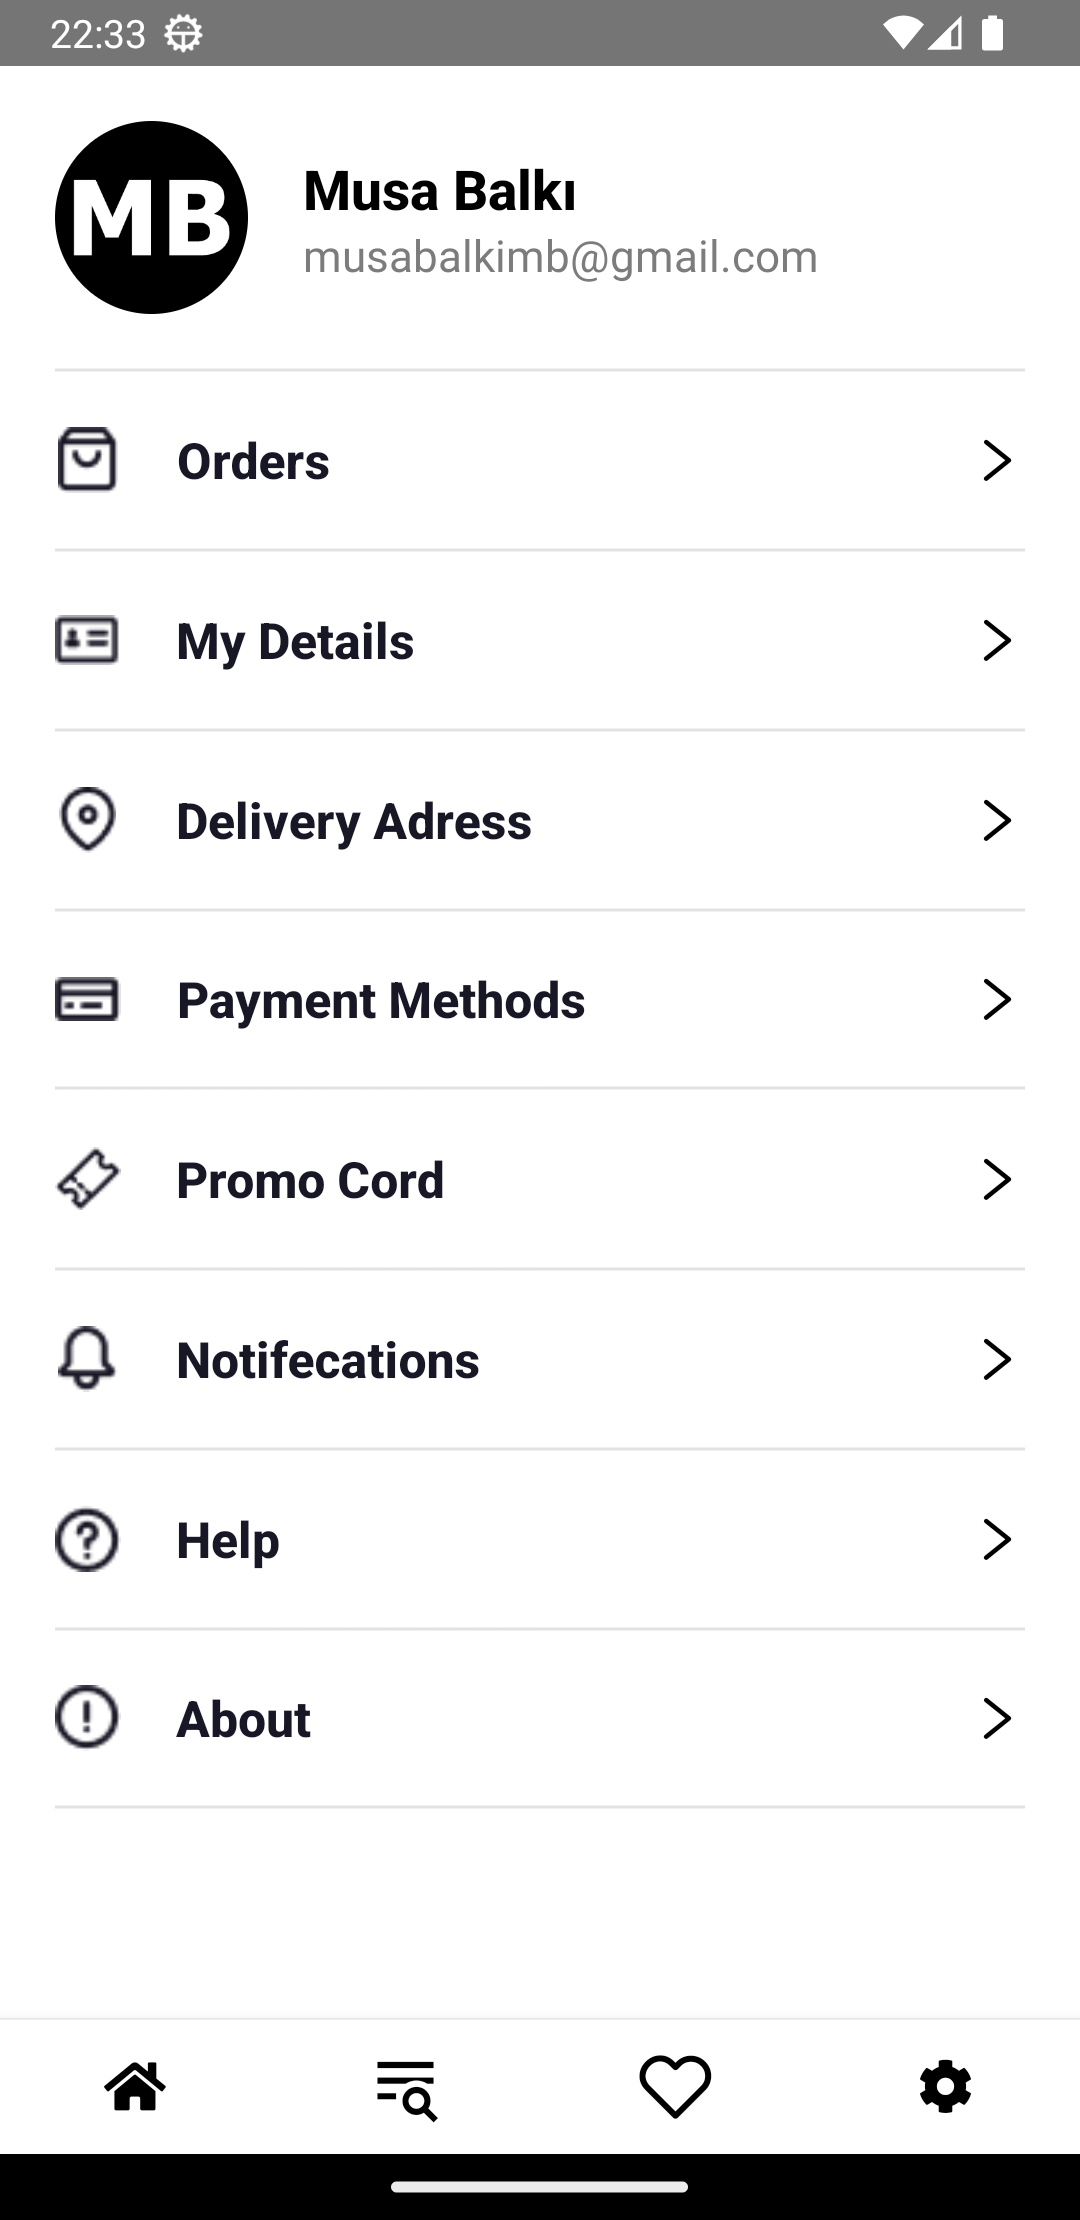 22:33
MB
Musa Balkı
musabalkimb@gmail.com
Orders
My Details
Delivery Adress
Payment Methods
Promo Cord
Notifecations
Help
About